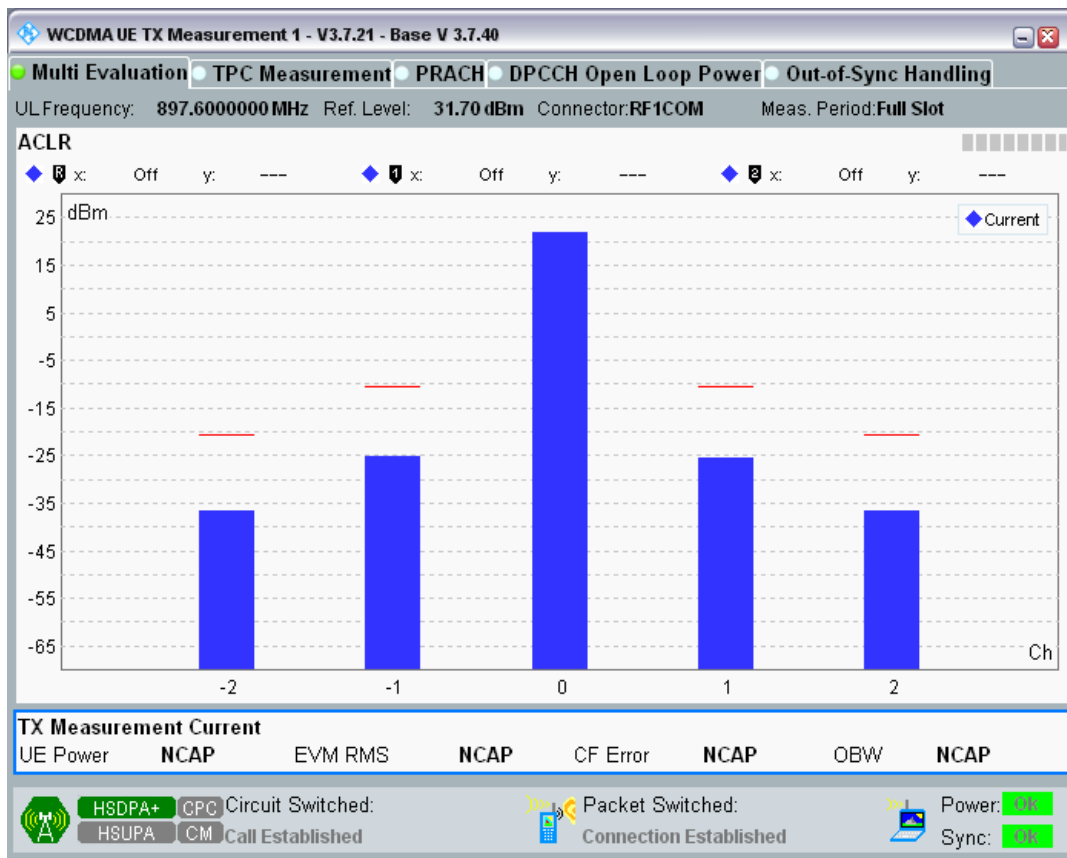 WCDMA UE TX Measurement 1 - V3.7.21 - Base V 3.7.40
Multi Evaluation TPC Measurement PRACH DPCCH Open Loop Power Out-of-Sync Handling
UL Frequency: 897.6000000 MHz Ref. Level: 31.70 dBm Connector: RF1COM Meas. Period: Full Slot
ACLR
R x: Off y: --- 1 x: Off y: --- 2 x: Off y: ---
dBm
Current
25
15
5
-5
-15
-25
-35
-45
-55
-65
Ch
-2 -1 0 1 2
TX Measurement Current
UE Power NCAP EVM RMS NCAP CF Error NCAP OBW NCAP
HSDPA+ CPC Circuit Switched: Packet Switched: Power: Ok
HSUPA CM Call Established Connection Established Sync: Ok